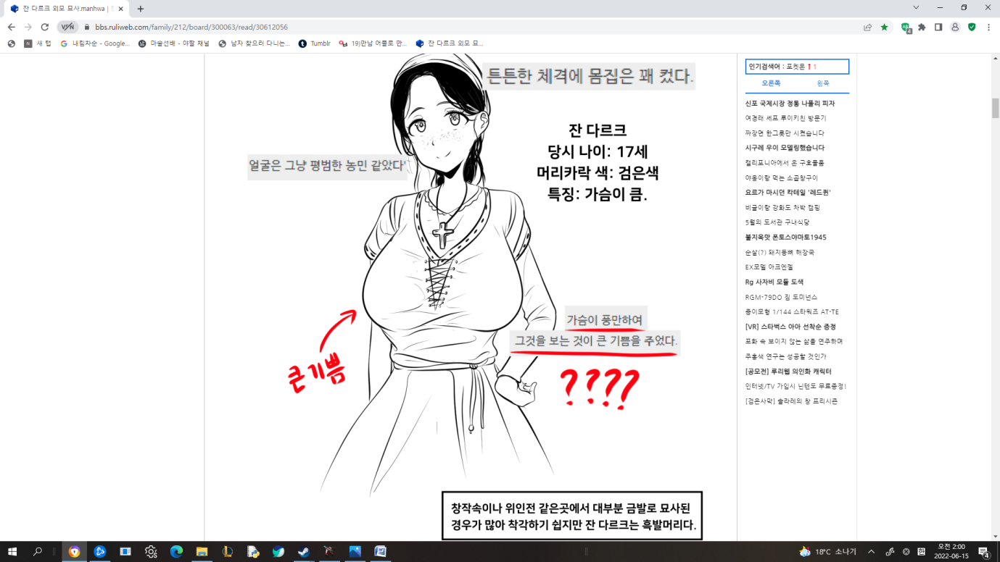 잔 다르크 외모 묘사.manhwa |
VPN
bbs.ruliweb.com/family/212/board/300063/read/30612056
4
N 새 탭
G 내림차순 - Google...
마술선배 - 야짤 채널
남자 찾으러 다니는...
t Tumblr
19)만남 어플로 만...
잔 다르크 외모 묘...
튼튼한 체격에 몸집은 꽤 컸다.
잔 다르크
당시 나이: 17세
머리카락 색: 검은색
특징: 가슴이 큼.
얼굴은 그냥 평범한 농민 같았다'
가슴이 풍만하여
그것을 보는 것이 큰 기쁨을 주었다.
큰기쁨
????
창작속이나 위인전 같은곳에서 대부분 금발로 묘사된
경우가 많아 착각하기 쉽지만 잔 다르크는 흑발머리다.
인기검색어 : 포켓몬 1
오른쪽 왼쪽
신포 국제시장 정통 나폴리 피자
여경래 셰프 루이키친 방문기
짜장면 한그릇만 시켰습니다
시구레 우이 모델링했습니다
캘리포니아에서 온 구호물품
야옹이랑 먹는 소곱창구이
요르가 마시던 칵테일 '레드퀸'
비글이랑 강화도 차박 캠핑
5월의 도서관 구내식당
불지옥맛 폰토스야마토1945
순살(?) 돼지등뼈 해장국
EX모델 아크엔젤
Rg 사자비 모듈 도색
RGM-79DO 짐 도미넌스
종이모형 1/144 스타워즈 AT-TE
[VR] 스타벅스 아아 선착순 증정
포화 속 보이지 않는 삶을 연주하며
주홍색 연구는 성공할 것인가
[공모전] 루리웹 의인화 캐릭터
인터넷/TV 가입시 닌텐도 무료증정!
[검은사막] 울라레의 창 프리시즌
18°C 소나기
오전 2:00
2022-06-15
4